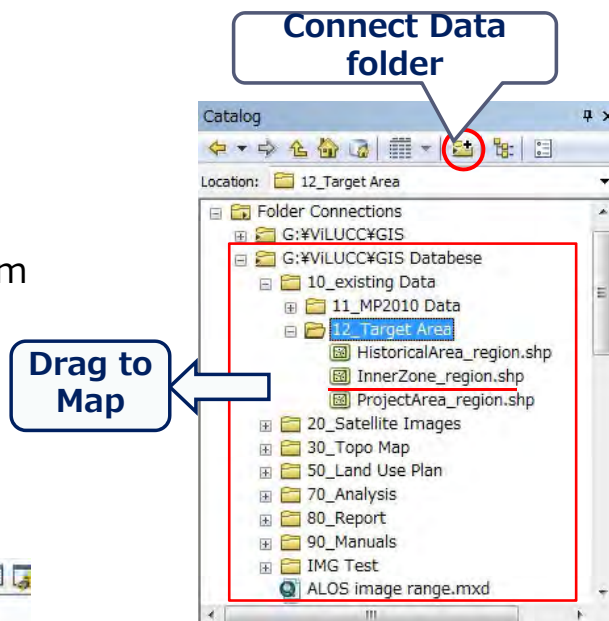 Connect Data
folder
Catalog
Location: 12_Target Area
Folder Connections
G:¥ViLUCC¥GIS
G:¥ViLUCC¥GIS Databese
10_existing Data
11_MP2010 Data
12_Target Area
HistoricalArea_region.shp
InnerZone_region.shp
ProjectArea_region.shp
20_Satellite Images
30_Topo Map
50_Land Use Plan
70_Analysis
80_Report
90_Manuals
IMG Test
ALOS image range.mxd
m
Drag to
Map